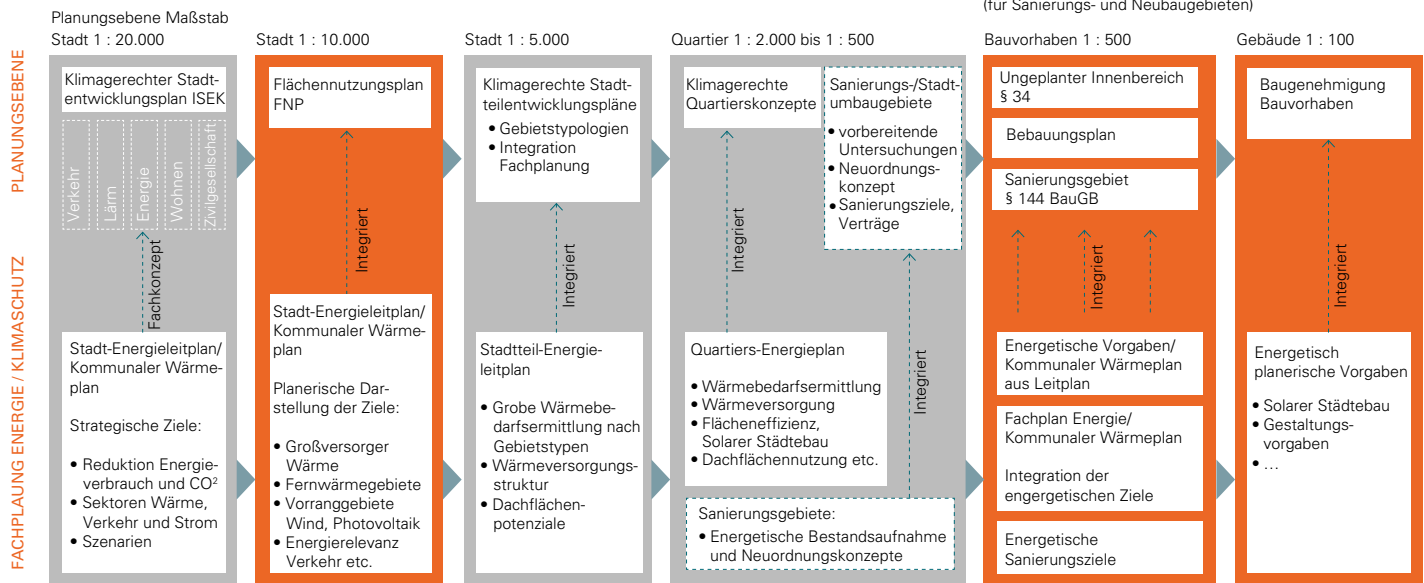 (für Sanierungs- und Neubaugebieten)
Planungsebene Maßstab
Stadt 1 : 20.000
Stadt 1 : 10.000
Stadt 1 : 5.000
Quartier 1 : 2.000 bis 1 : 500
Bauvorhaben 1 : 500
Gebäude 1 : 100
PLANUNGSEBENE
Klimagerechter Stadt-
entwicklungsplan ISEK
Verkehr
Lärm
Energie
Wohnen
Zivilgesellschaft
Flächennutzungsplan
FNP
Klimagerechte Stadt-
teilentwicklungspläne
• Gebietstypologien
• Integration
Fachplanung
Klimagerechte
Quartierskonzepte
Sanierungs-/Stadt-
umbaugebiete
• vorbereitende
Untersuchungen
• Neuordnungs-
konzept
• Sanierungsziele,
Verträge
Ungeplanter Innenbereich
§ 34
Bebauungsplan
Sanierungsgebiet
§ 144 BauGB
Baugenehmigung
Bauvorhaben
Fachkonzept
Integriert
Integriert
Integriert
Integriert
Integriert
Integriert
FACHPLAUNG ENERGIE / KLIMASCHUTZ
Stadt-Energieleitplan/
Kommunaler Wärme-
plan
Strategische Ziele:
• Reduktion Energie-
verbrauch und CO²
• Sektoren Wärme,
Verkehr und Strom
• Szenarien
Stadt-Energieleitplan/
Kommunaler Wärme-
plan
Planerische Dar-
stellung der Ziele:
• Großversorger
Wärme
• Fernwärmegebiete
• Vorranggebiete
Wind, Photovoltaik
• Energierelevanz
Verkehr etc.
Stadtteil-Energie-
leitplan
• Grobe Wärmebe-
darfsermittlung nach
Gebietstypen
• Wärmeversorgungs-
struktur
• Dachflächen-
potenziale
Quartiers-Energieplan
• Wärmebedarfsermittlung
• Wärmeversorgung
• Flächeneffizienz,
Solarer Städtebau
• Dachflächennutzung etc.
Sanierungsgebiete:
• Energetische Bestandsaufnahme
und Neuordnungskonzepte
Energetische Vorgaben/
Kommunaler Wärmeplan
aus Leitplan
Fachplan Energie/
Kommunaler Wärmeplan
Integration der
engergetischen Ziele
Energetische
Sanierungsziele
Energetisch
planerische Vorgaben
• Solarer Städtebau
• Gestaltungs-
vorgaben
• …